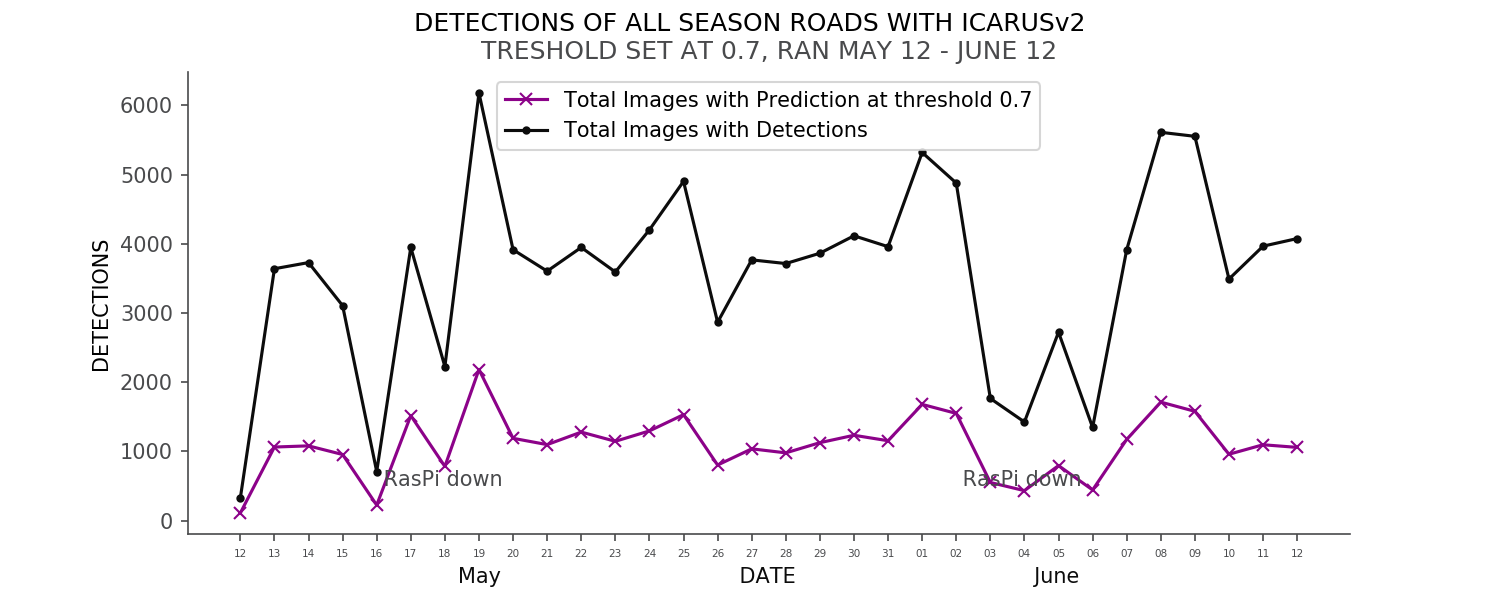 DETECTIONS OF ALL SEASON ROADS WITH ICARUSv2
TRESHOLD SET AT 0.7, RAN MAY 12 - JUNE 12
Total Images with Prediction at threshold 0.7
Total Images with Detections
6000
5000
4000
3000
2000
1000
0
DETECTIONS
RasPi down
RasPi down
12 13 14 15 16 17 18 19 20 21 22 23 24 25 26 27 28 29 30 31 01 02 03 04 05 06 07 08 09 10 11 12
May DATE June